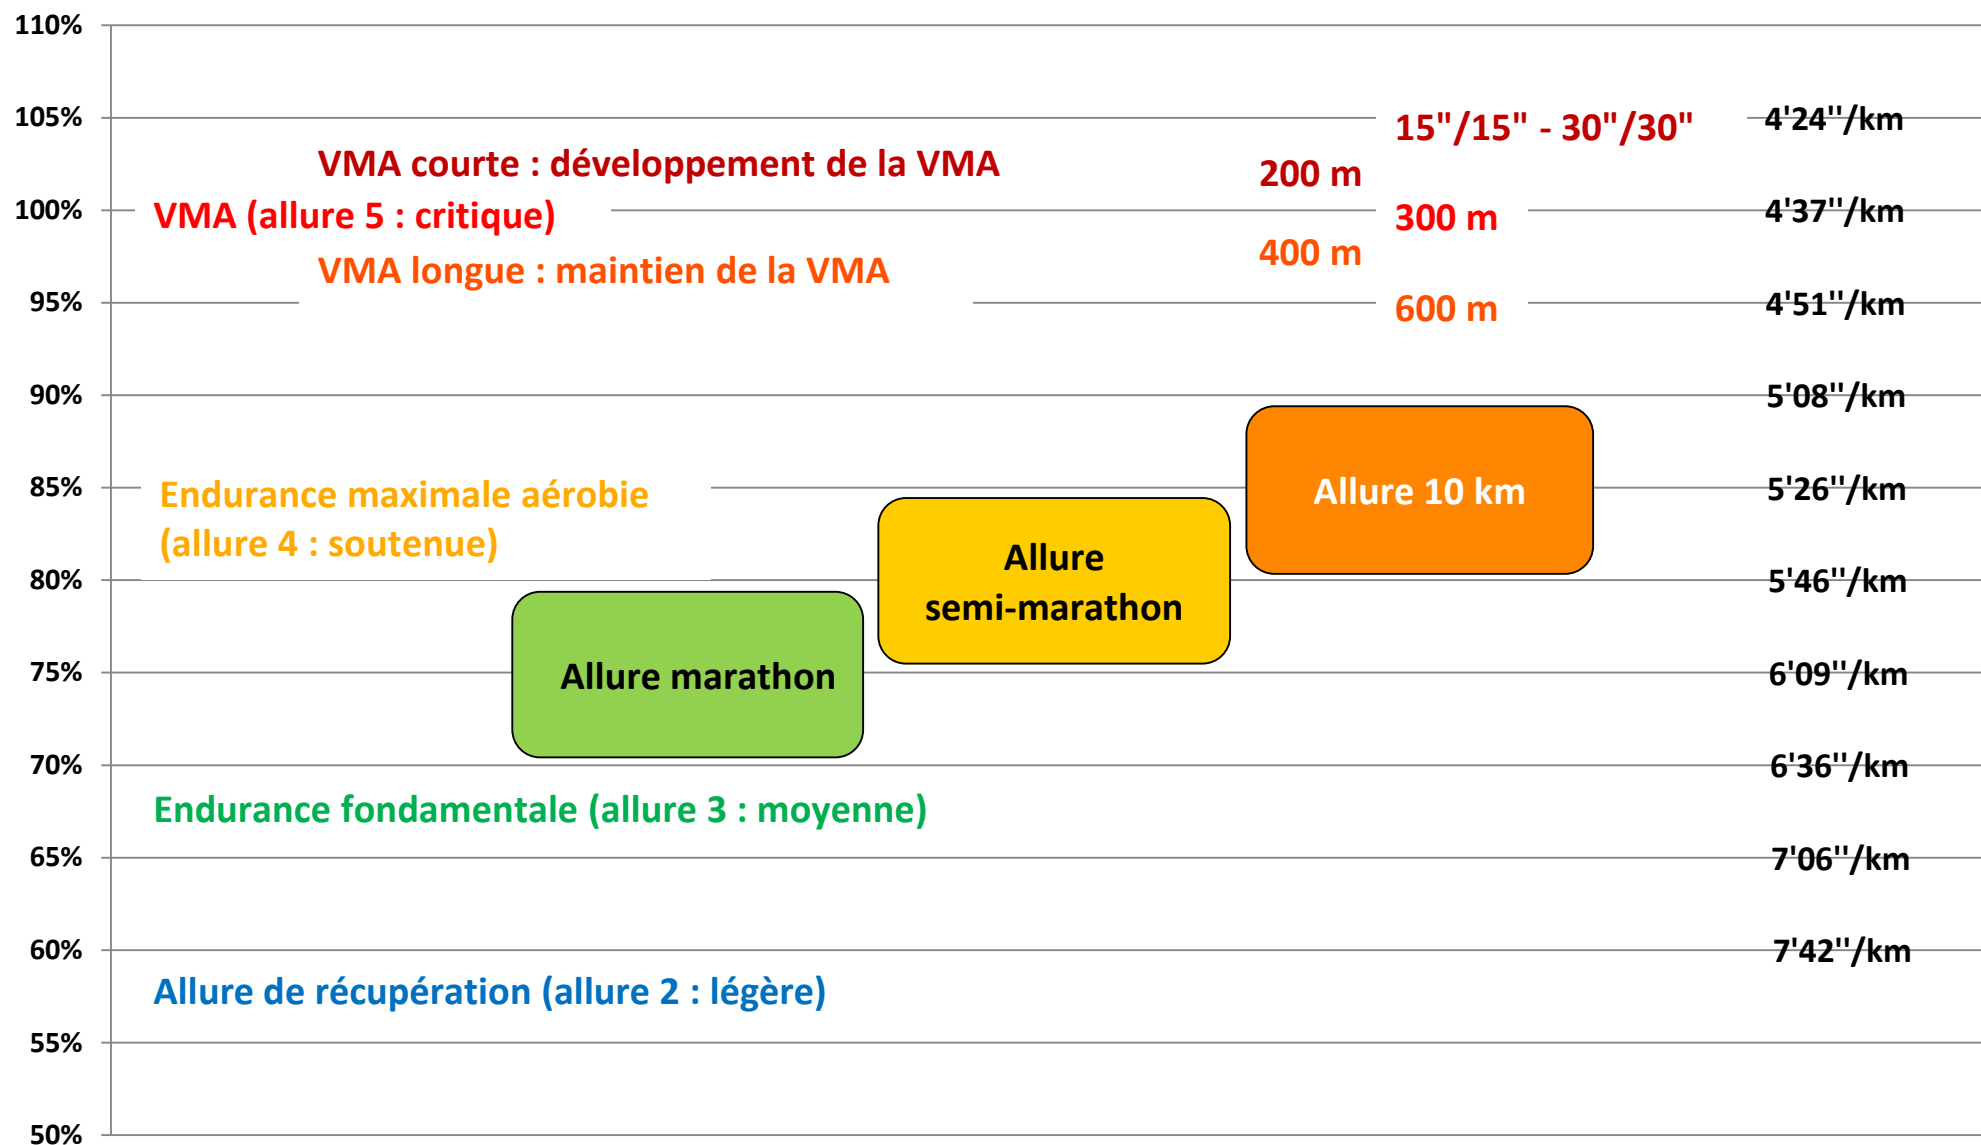 110%
105%
15"/15" - 30"/30"
4'24''/km
VMA courte : développement de la VMA
200 m
100%
VMA (allure 5 : critique)
300 m
4'37''/km
400 m
VMA longue : maintien de la VMA
95%
600 m
4'51''/km
90%
5'08''/km
85%
Endurance maximale aérobie
(allure 4 : soutenue)
Allure 10 km
5'26''/km
80%
Allure
semi-marathon
5'46''/km
75%
Allure marathon
6'09''/km
70%
6'36''/km
Endurance fondamentale (allure 3 : moyenne)
65%
7'06''/km
60%
7'42''/km
Allure de récupération (allure 2 : légère)
55%
50%